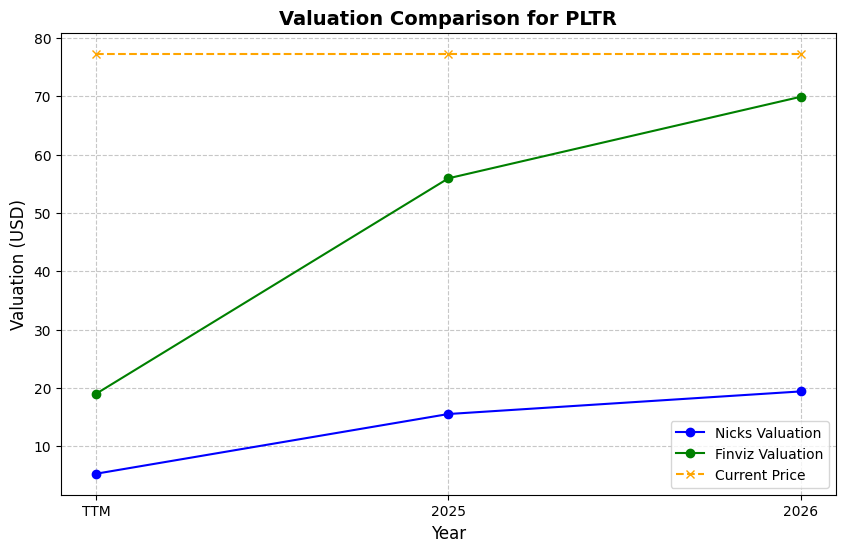 Valuation Comparison for PLTR
Valuation (USD)
80
70
60
50
40
30
20
10
TTM
2025
2026
Year
Nicks Valuation
Finviz Valuation
Current Price